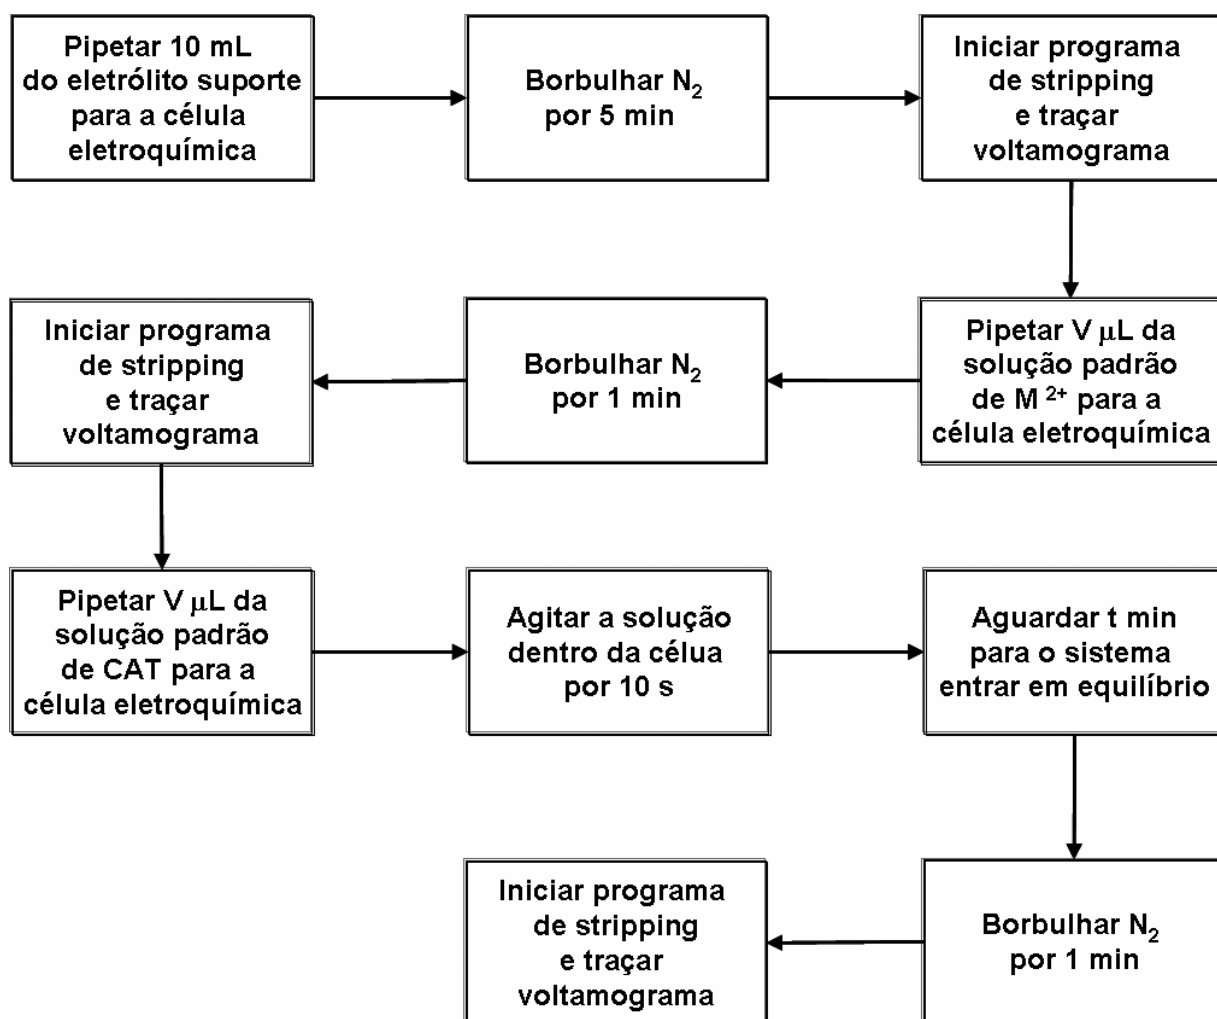 Pipetar 10 mL
do eletrólito suporte
para a célula
eletroquímica
Borbulhar N₂
por 5 min
Iniciar programa
de stripping
e traçar
voltamograma
Pipetar V μL da
solução padrão
de M ²⁺ para a
célula eletroquímica
Borbulhar N₂
por 1 min
Iniciar programa
de stripping
e traçar
voltamograma
Pipetar V μL da
solução padrão
de CAT para a
célula eletroquímica
Agitar a solução
dentro da célua
por 10 s
Aguardar t min
para o sistema
entrar em equilíbrio
Borbulhar N₂
por 1 min
Iniciar programa
de stripping
e traçar
voltamograma